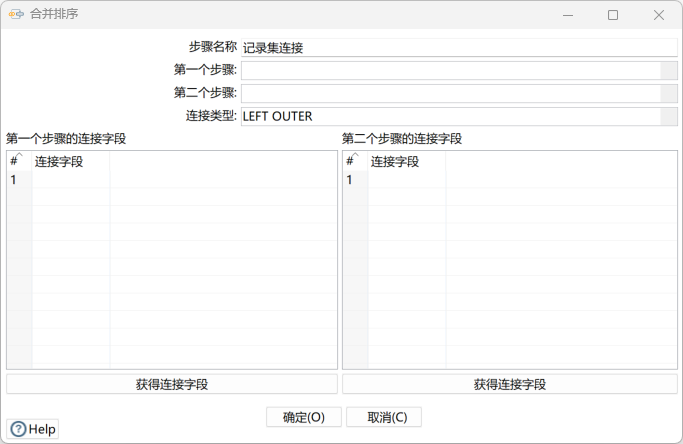 合并排序
步骤名称 记录集连接
第一个步骤:
第二个步骤:
连接类型: LEFT OUTER
第一个步骤的连接字段 第二个步骤的连接字段
# 连接字段 # 连接字段
1 1
获得连接字段 获得连接字段
确定(O) 取消(C)
Help